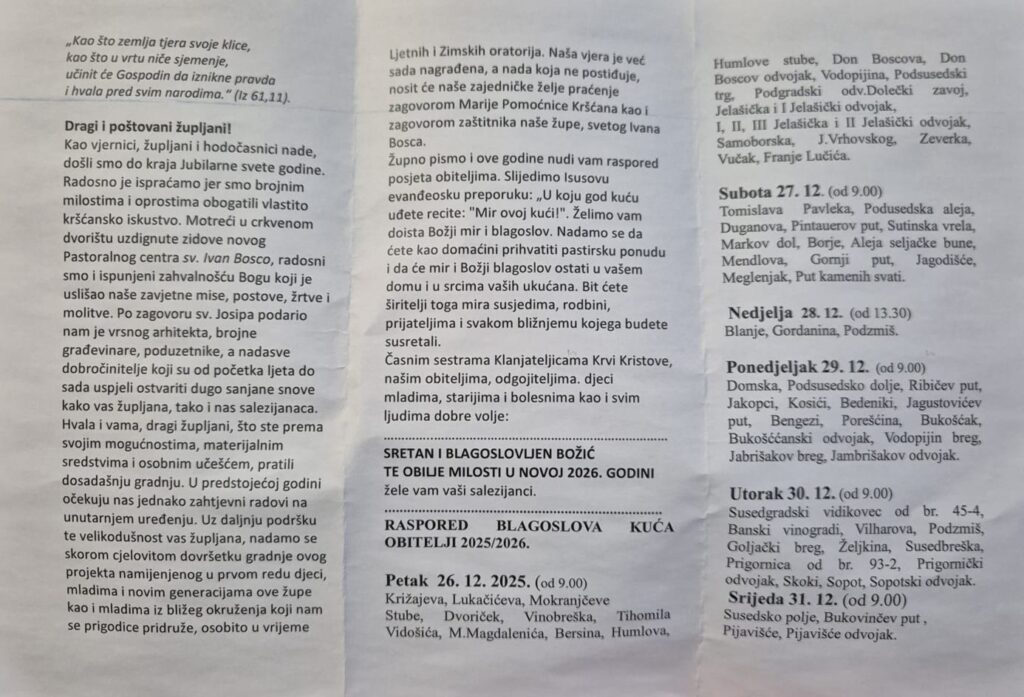 „Kao što zemlja tjera svoje klice,
kao što u vrtu niče sjemenje,
učinit će Gospodin da iznikne pravda
i hvala pred svim narodima.“ (Iz 61,11).
Dragi i poštovani župljani!
Kao vjernici, župljani i hodočasnici nade,
došli smo do kraja Jubilarne svete godine.
Radosno je ispraćamo jer smo brojnim
milostima i oprostima obogatili vlastito
kršćansko iskustvo. Motreći u crkvenom
dvorištu uzdignute zidove novog
Pastoralnog centra sv. Ivan Bosco, radosni
smo i ispunjeni zahvalnošću Bogu koji je
uslišao naše zavjetne mise, postove, žrtve i
molitve. Po zagovoru sv. Josipa podario
nam je vrsnog arhitekta, brojne
građevinare, poduzetnike, a nadasve
dobročinitelje koji su od početka ljeta do
sada uspjeli ostvariti dugo sanjane snove
kako vas župljana, tako i nas salezijanaca.
Hvala i vama, dragi župljani, što ste prema
svojim mogućnostima, materijalnim
sredstvima i osobnim učešćem, pratili
dosadašnju gradnju. U predstojećoj godini
očekuju nas jednako zahtjevni radovi na
unutarnjem uređenju. Uz daljnju podršku
te velikodušnost vas župljana, nadamo se
skorom cjelovitom dovršetku gradnje ovog
projekta namijenjenog u prvom redu djeci,
mladima i novim generacijama ove župe
kao i mladima iz bližeg okruženja koji nam
se prigodice pridruže, osobito u vrijeme
Ljetnih i Zimskih oratorija. Naša vjera je već
sada nagrađena, a nada koja ne postiđuje,
nosit će naše zajedničke želje praćene
zagovorom Marije Pomoćnice Kršćana kao i
zagovorom zaštitnika naše župe, svetog Ivana
Bosca.
Župno pismo i ove godine nudi vam raspored
posjeta obiteljima. Slijedimo Isusovu
evanđeosku preporuku: „U koju god kuću
uđete recite: "Mir ovoj kući!". Želimo vam
doista Božji mir i blagoslov. Nadamo se da
ćete kao domaćini prihvatiti pastirsku ponudu
i da će mir i Božji blagoslov ostati u vašem
domu i u srcima vaših ukućana. Bit ćete
širitelji toga mira susjedima, rodbini,
prijateljima i svakom bližnjemu kojega budete
susretali.
Časnim sestrama Klanjateljicama Krvi Kristove,
našim obiteljima, odgojiteljima. djeci
mladima, starijima i bolesnima kao i svim
ljudima dobre volje:
SRETAN I BLAGOSLOVLJEN BOŽIĆ
TE OBILJE MILOSTI U NOVOJ 2026. GODINI
žele vam vaši salezijanci.
RASPORED BLAGOSLOVA KUĆA
OBITELJI 2025/2026.
Petak 26. 12. 2025. (od 9.00)
Križajeva, Lukačićeva, Mokranjčeve
Stube, Dvoriček, Vinobreška, Tihomila
Vidošića, M.Magdalenića, Bersina, Humlova,
Humlove stube, Don Boscova, Don
Boscov odvojak, Vodopijina, Podsusedski
trg, Podgradski odv.Dolečki zavoj,
Jelašička i I Jelašički odvojak,
I, II, III Jelašička i II Jelašički odvojak,
Samoborska, J.Vrhovskog, Zeverka,
Vučak, Franje Lučića.
Subota 27. 12. (od 9.00)
Tomislava Pavleka, Podusedska aleja,
Duganova, Pintauerov put, Sutinska vrela,
Markov dol, Borje, Aleja seljačke bune,
Mendlova, Gornji put, Jagodišće,
Meglenjak, Put kamenih svati.
Nedjelja 28. 12. (od 13.30)
Blanje, Gordanina, Podzmiš.
Ponedjeljak 29. 12. (od 9.00)
Domska, Podsusedsko dolje, Ribičev put,
Jakopci, Kosići, Bedeniki, Jagustovićev
put, Bengezi, Porešćina, Bukošćak,
Bukošććanski odvojak, Vodopijin breg,
Jabrišakov breg, Jambrišakov odvojak.
Utorak 30. 12. (od 9.00)
Susedgradski vidikovec od br. 45-4,
Banski vinogradi, Vilharova, Podzmiš,
Goljački breg, Željkina, Susedbreška,
Prigornica od br. 93-2, Prigornički
odvojak, Skoki, Sopot, Sopotski odvojak.
Srijeda 31. 12. (od 9.00)
Susedsko polje, Bukovinčev put ,
Pijavišće, Pijavišće odvojak.